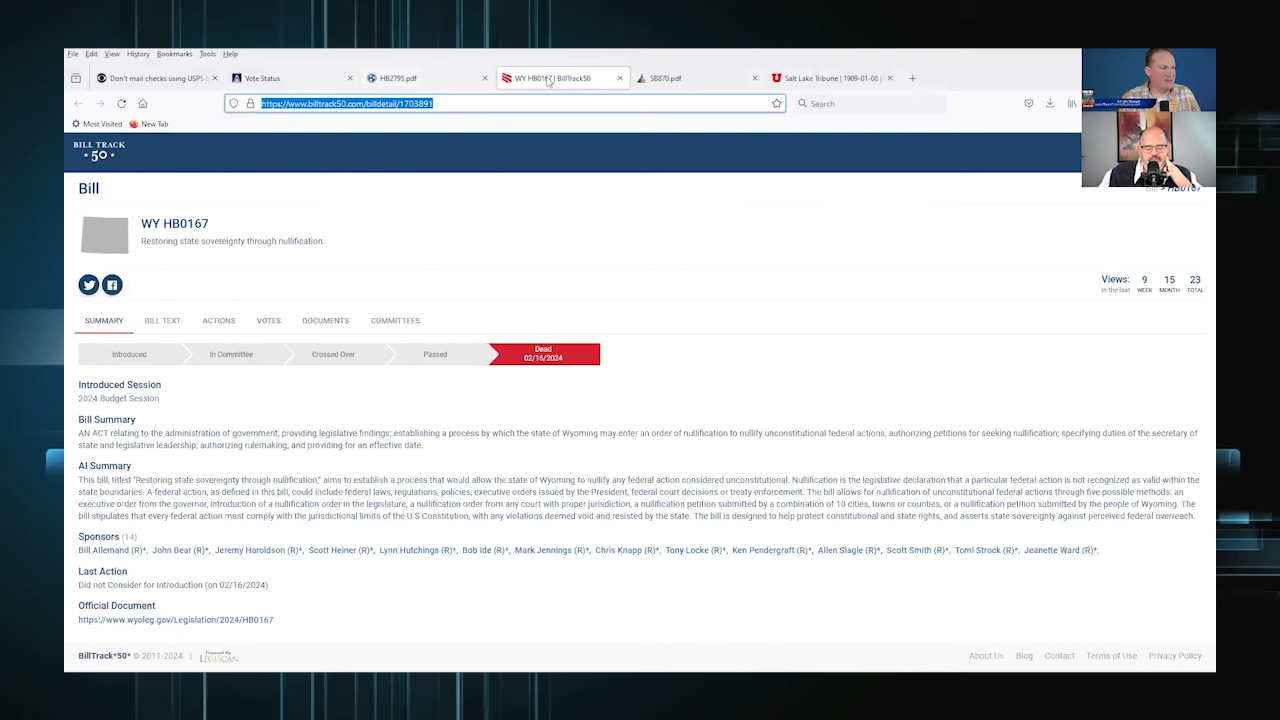 File Edit View History Bookmarks Tools Help
Don't mail checks using USPS
Vote Status
HB2795.pdf
WY HB0167 | BillTrack50
SB870.pdf
Salt Lake Tribune | 1909-01-08 |
https://www.billtrack50.com/billdetail/1703891
Search
Most Visited New Tab
BILL TRACK
• 50 •
Bill
Bill > HB0167
WY HB0167
Restoring state sovereignty through nullification.
Views: 9 15 23
in the last WEEK MONTH TOTAL
SUMMARY BILL TEXT ACTIONS VOTES DOCUMENTS COMMITTEES
Introduced In Committee Crossed Over Passed Dead
02/16/2024
Introduced Session
2024 Budget Session
Bill Summary
AN ACT relating to the administration of government; providing legislative findings; establishing a process by which the state of Wyoming may enter an order of nullification to nullify unconstitutional federal actions; authorizing petitions for seeking nullification; specifying duties of the secretary of
state and legislative leadership; authorizing rulemaking; and providing for an effective date.
AI Summary
This bill, titled "Restoring state sovereignty through nullification," aims to establish a process that would allow the state of Wyoming to nullify any federal action considered unconstitutional. Nullification is the legislative declaration that a particular federal action is not recognized as valid within the
state boundaries. A federal action, as defined in this bill, could include federal laws, regulations, policies, executive orders issued by the President, federal court decisions or treaty enforcement. The bill allows for nullification of unconstitutional federal actions through five possible methods: an
executive order from the governor, introduction of a nullification order in the legislature, a nullification order from any court with proper jurisdiction, a nullification petition submitted by a combination of 10 cities, towns or counties, or a nullification petition submitted by the people of Wyoming. The
bill stipulates that every federal action must comply with the jurisdictional limits of the U.S Constitution, with any violations deemed void and resisted by the state. The bill is designed to help protect constitutional and state rights, and asserts state sovereignty against perceived federal overreach.
Sponsors (14)
Bill Allemand (R)*, John Bear (R)*, Jeremy Haroldson (R)*, Scott Heiner (R)*, Lynn Hutchings (R)*, Bob Ide (R)*, Mark Jennings (R)*, Chris Knapp (R)*, Tony Locke (R)*, Ken Pendergraft (R)*, Allen Slagle (R)*, Scott Smith (R)*, Tomi Strock (R)*, Jeanette Ward (R)*,
Last Action
Did not Consider for Introduction (on 02/16/2024)
Official Document
https://www.wyoleg.gov/Legislation/2024/HB0167
BillTrack*50* © 2011-2024 | Powered By
LEGISCAN
About Us Blog Contact Terms of Use Privacy Policy